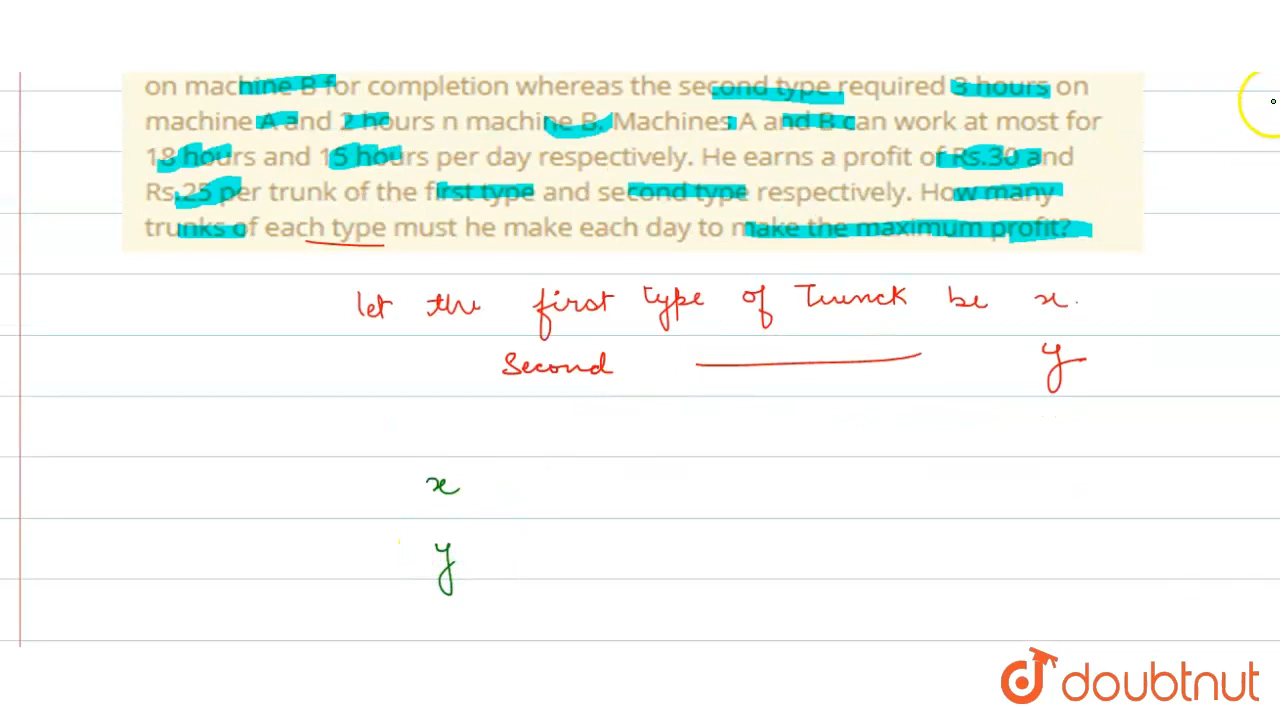 on machine B for completion whereas the second type required 3 hours on
machine A and 2 hours n machine B. Machines A and B can work at most for
18 hours and 15 hours per day respectively. He earns a profit of Rs.30 and
Rs.25 per trunk of the first type and second type respectively. How many
trunks of each type must he make each day to make the maximum profit?
let the first type of Trunck be x.
Second y
x
y
doubtnut